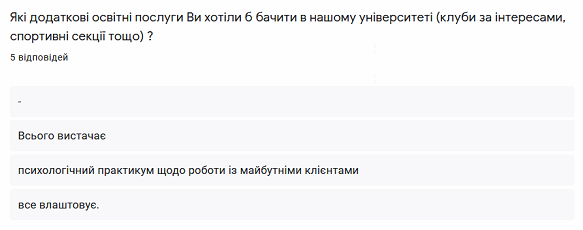 Які додаткові освітні послуги Ви хотіли б бачити в нашому університеті (клуби за інтересами,
спортивні секції тощо) ?
5 відповідей
-
Всього вистачає
психологічний практикум щодо роботи із майбутніми клієнтами
все влаштовує.